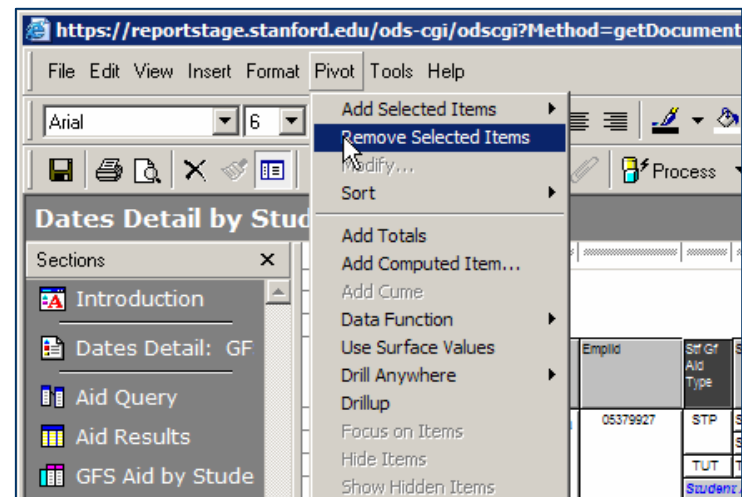 https://reportstage.stanford.edu/ods-cgi/odscgi?Method=getDocument
File Edit View Insert Format Pivot Tools Help
Arial 6
Process
Dates Detail by Stud
Sections
Introduction
Dates Detail: GF
Aid Query
Aid Results
GFS Aid by Stude
Add Selected Items
Remove Selected Items
Modify...
Sort
Add Totals
Add Computed Item...
Add Cume
Data Function
Use Surface Values
Drill Anywhere
Drillup
Focus on Items
Hide Items
Show Hidden Items
Emplid Stf Gf Aid Type
05379927 STP
TUT
Student